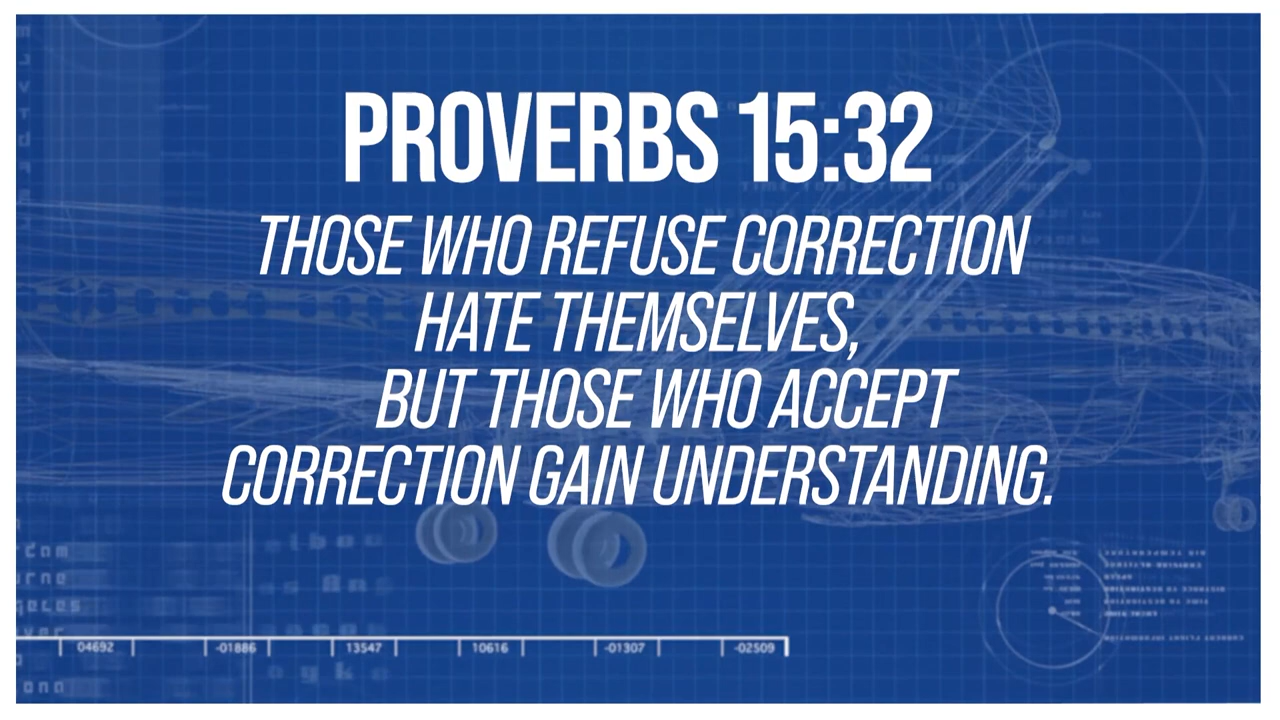 PROVERBS 15:32
THOSE WHO REFUSE CORRECTION
HATE THEMSELVES,
BUT THOSE WHO ACCEPT
CORRECTION GAIN UNDERSTANDING.
04692 -01886 13547 10616 -01307 -02509